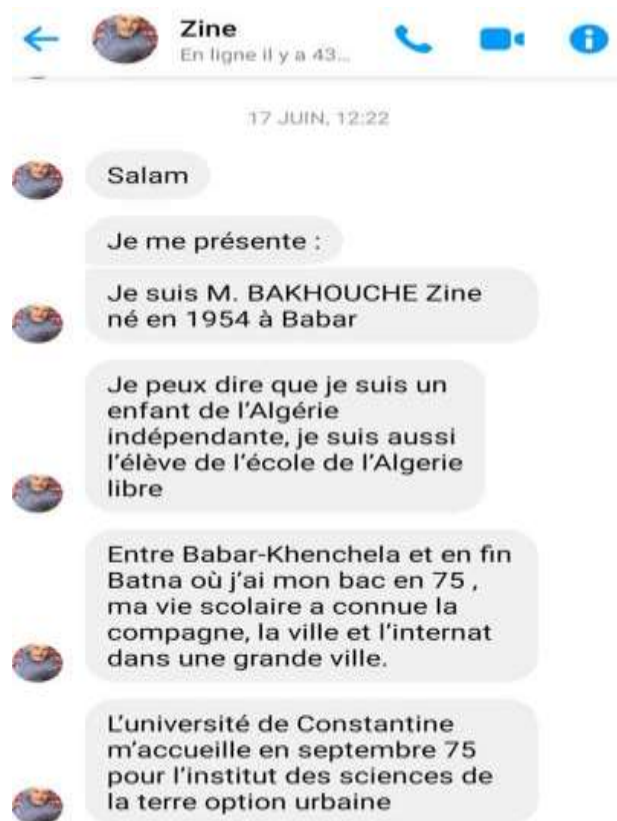 Zine
En ligne il y a 43...
17 JUIN, 12:22
Salam
Je me présente :
Je suis M. BAKHOUCHE Zine
né en 1954 à Babar
Je peux dire que je suis un
enfant de l'Algérie
indépendante, je suis aussi
l'élève de l'école de l'Algerie
libre
Entre Babar-Khenchela et en fin
Batna où j'ai mon bac en 75 ,
ma vie scolaire a connue la
compagne, la ville et l'internat
dans une grande ville.
L'université de Constantine
m'accueille en septembre 75
pour l'institut des sciences de
la terre option urbaine